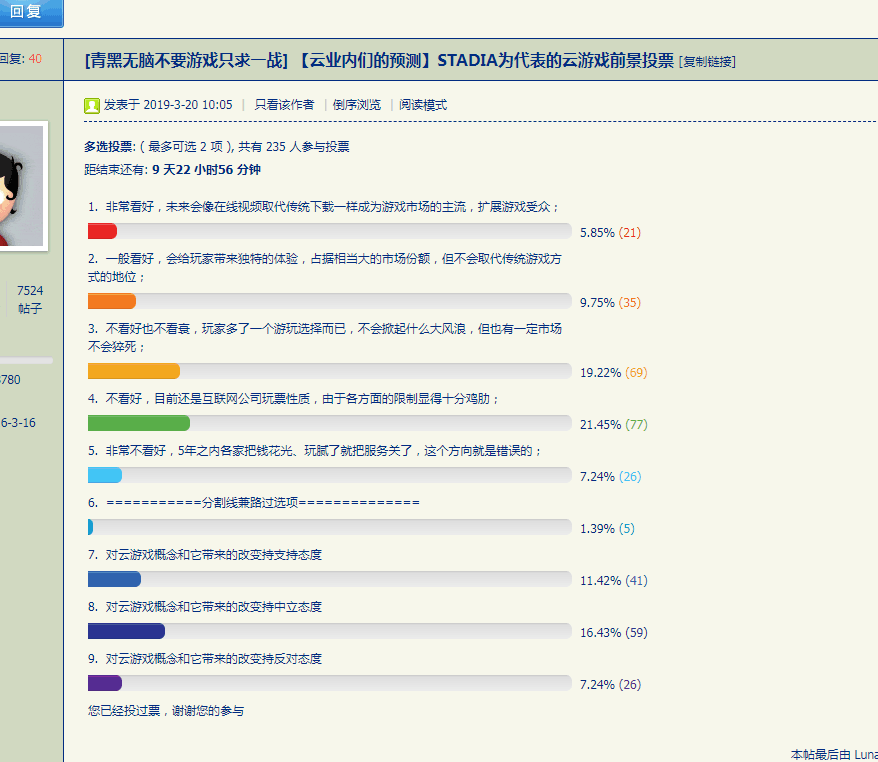 回复
回复: 40
[青黑无脑不要游戏只求一战] 【云业内们的预测】STADIA为代表的云游戏前景投票 [复制链接]
发表于 2019-3-20 10:05 | 只看该作者 | 倒序浏览 | 阅读模式
多选投票: ( 最多可选 2 项 ), 共有 235 人参与投票
距结束还有: 9 天22 小时56 分钟
1. 非常看好，未来会像在线视频取代传统下载一样成为游戏市场的主流，扩展游戏受众；
5.85% (21)
2. 一般看好，会给玩家带来独特的体验，占据相当大的市场份额，但不会取代传统游戏方
式的地位；
9.75% (35)
7524
帖子
3. 不看好也不看衰，玩家多了一个游玩选择而已，不会掀起什么大风浪，但也有一定市场
不会猝死；
19.22% (69)
3780
4. 不看好，目前还是互联网公司玩票性质，由于各方面的限制显得十分鸡肋；
21.45% (77)
6-3-16
5. 非常不看好，5年之内各家把钱花光、玩腻了就把服务关了，这个方向就是错误的；
7.24% (26)
6. ===========分割线兼路过选项==============
1.39% (5)
7. 对云游戏概念和它带来的改变持支持态度
11.42% (41)
8. 对云游戏概念和它带来的改变持中立态度
16.43% (59)
9. 对云游戏概念和它带来的改变持反对态度
7.24% (26)
您已经投过票，谢谢您的参与
本帖最后由 Luna